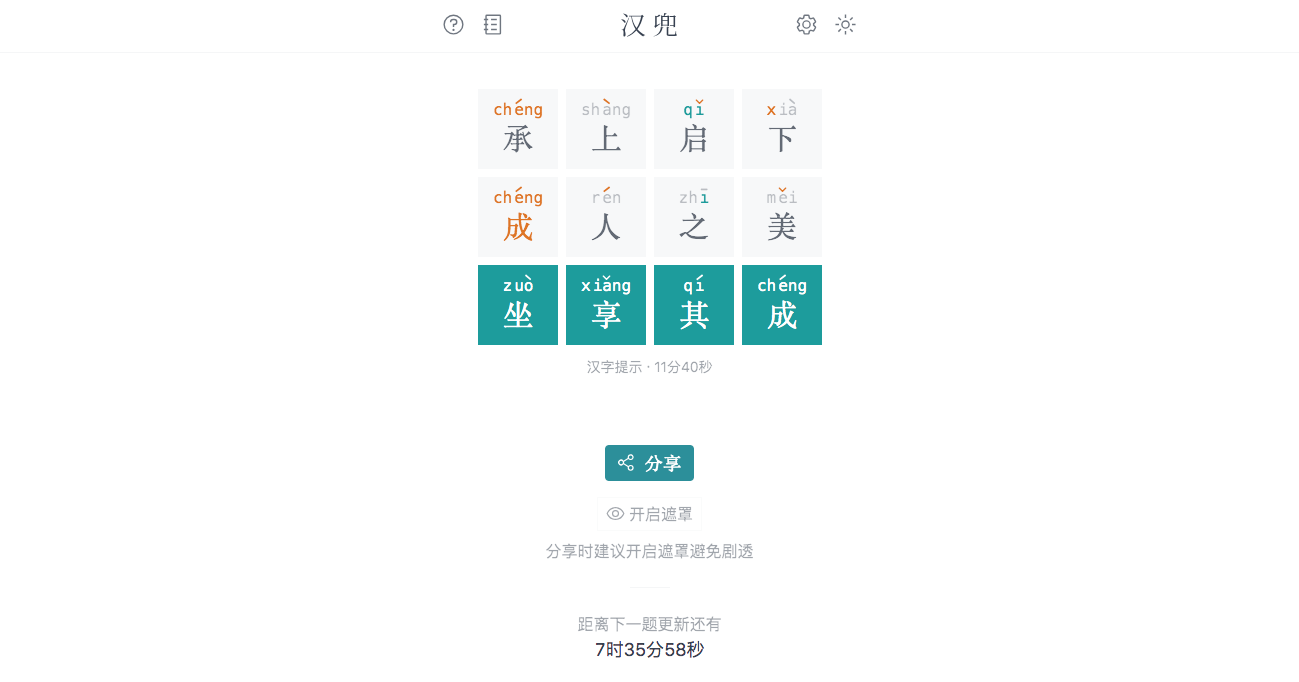 汉兜
chéng shàng qǐ xià
承 上 启 下
chéng rén zhī měi
成 人 之 美
zuò xiǎng qí chéng
坐 享 其 成
汉字提示 · 11分40秒
分享
开启遮罩
分享时建议开启遮罩避免剧透
距离下一题更新还有
7时35分58秒